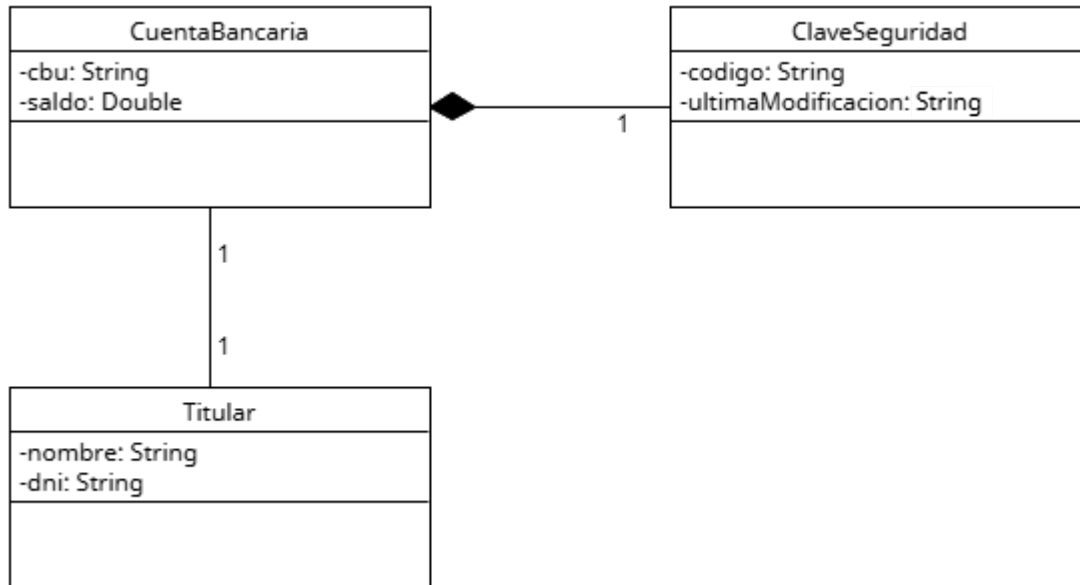 CuentaBancaria
-cbu: String
-saldo: Double
ClaveSeguridad
-codigo: String
-ultimaModificacion: String
1
1
1
Titular
-nombre: String
-dni: String